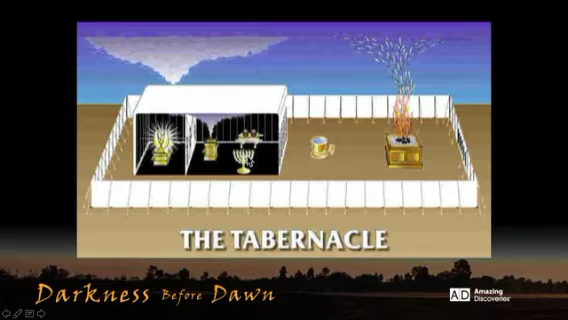 THE TABERNACLE
Darkness Before Dawn
AD Amazing
Discoveries